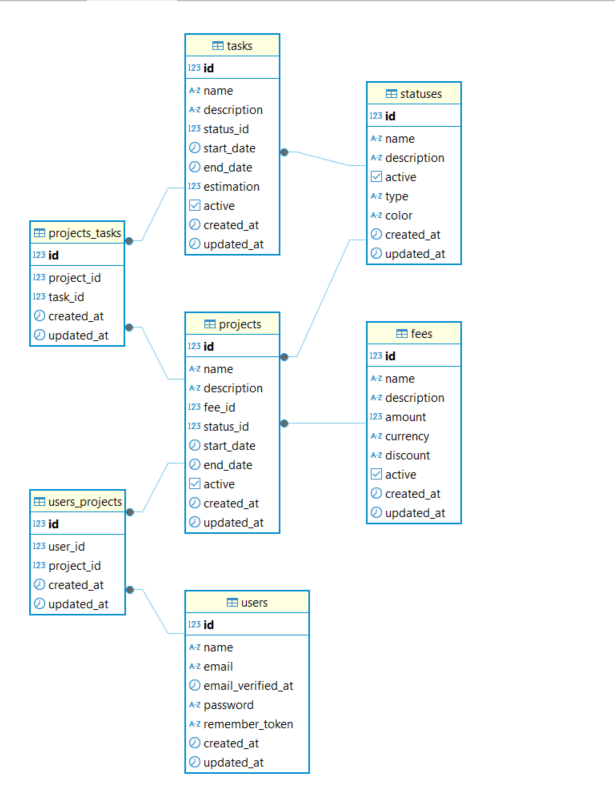 tasks
123 id
A-Z name
A-Z description
123 status_id
start_date
end_date
123 estimation
active
created_at
updated_at
statuses
123 id
A-Z name
A-Z description
active
A-Z type
A-Z color
created_at
updated_at
projects_tasks
123 id
123 project_id
123 task_id
created_at
updated_at
projects
123 id
A-Z name
A-Z description
123 fee_id
123 status_id
start_date
end_date
active
created_at
updated_at
fees
123 id
A-Z name
A-Z description
123 amount
A-Z currency
A-Z discount
active
created_at
updated_at
users_projects
123 id
123 user_id
123 project_id
created_at
updated_at
users
123 id
A-Z name
A-Z email
email_verified_at
A-Z password
A-Z remember_token
created_at
updated_at